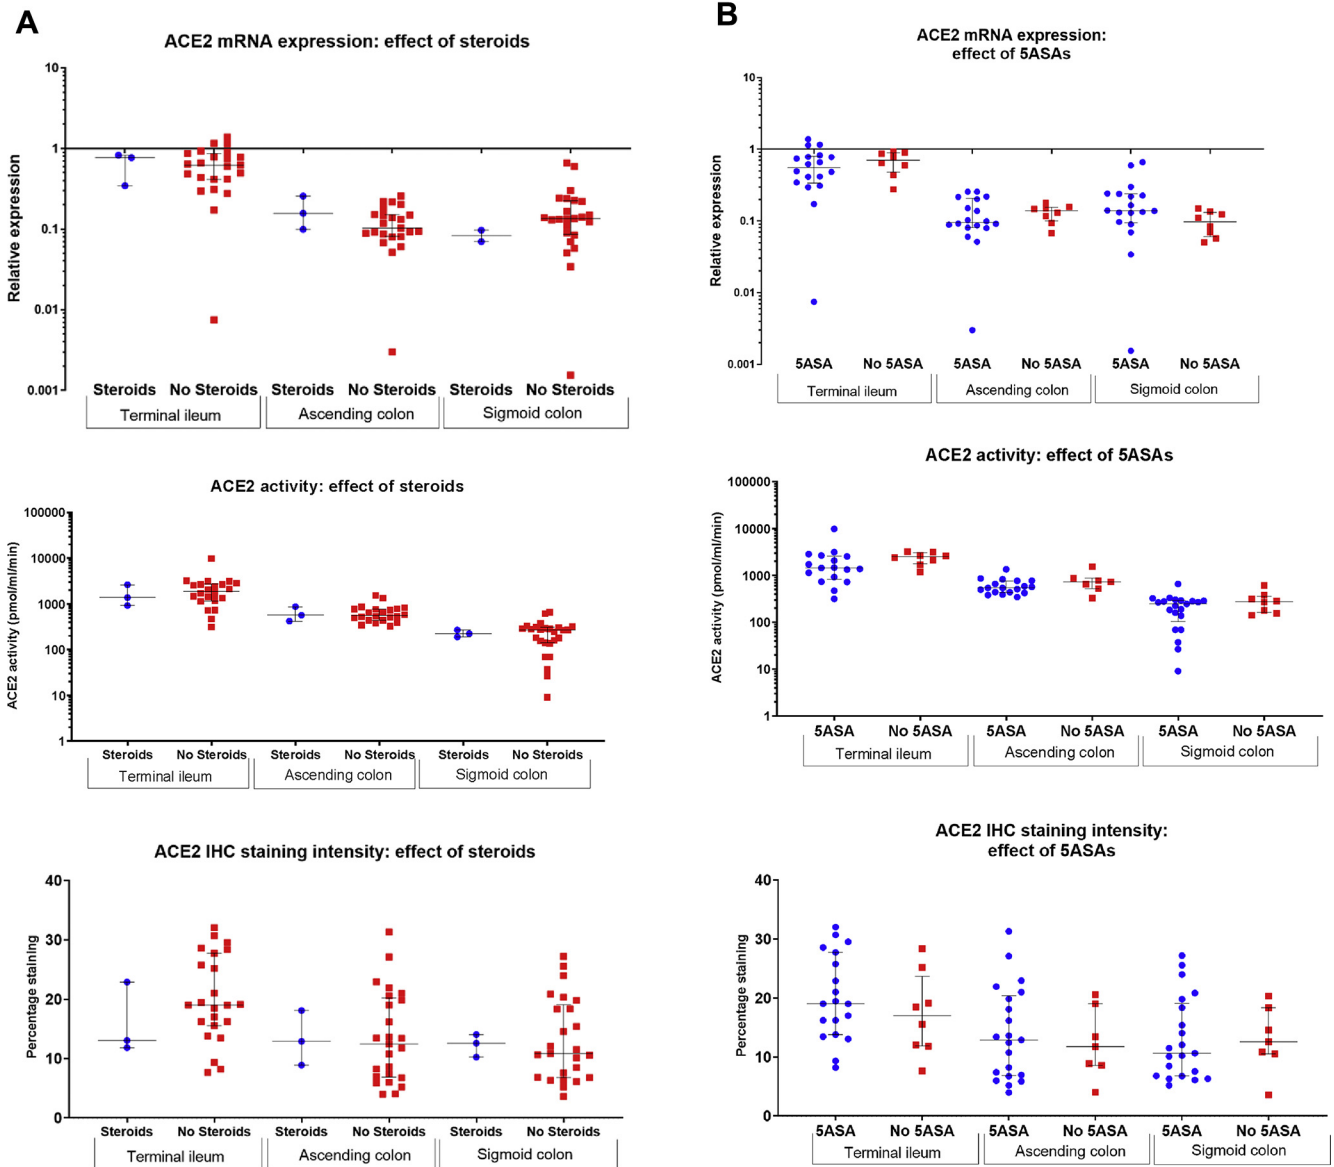 A
ACE2 mRNA expression: effect of steroids
Relative expression
10
1
0.1
0.01
0.001
Steroids No Steroids Steroids No Steroids Steroids No Steroids
Terminal ileum Ascending colon Sigmoid colon
ACE2 activity: effect of steroids
ACE2 activity (pmol/ml/min)
100000
10000
1000
100
10
1
Steroids No Steroids Steroids No Steroids Steroids No Steroids
Terminal ileum Ascending colon Sigmoid colon
ACE2 IHC staining intensity: effect of steroids
Percentage staining
40
30
20
10
0
Steroids No Steroids Steroids No Steroids Steroids No Steroids
Terminal ileum Ascending colon Sigmoid colon
B
ACE2 mRNA expression:
effect of 5ASAs
Relative expression
10
1
0.1
0.01
0.001
5ASA No 5ASA 5ASA No 5ASA 5ASA No 5ASA
Terminal ileum Ascending colon Sigmoid colon
ACE2 activity: effect of 5ASAs
ACE2 activity (pmol/ml/min)
100000
10000
1000
100
10
1
5ASA No 5ASA 5ASA No 5ASA 5ASA No 5ASA
Terminal ileum Ascending colon Sigmoid colon
ACE2 IHC staining intensity:
effect of 5ASAs
Percentage staining
40
30
20
10
0
5ASA No 5ASA 5ASA No 5ASA 5ASA No 5ASA
Terminal ileum Ascending colon Sigmoid colon